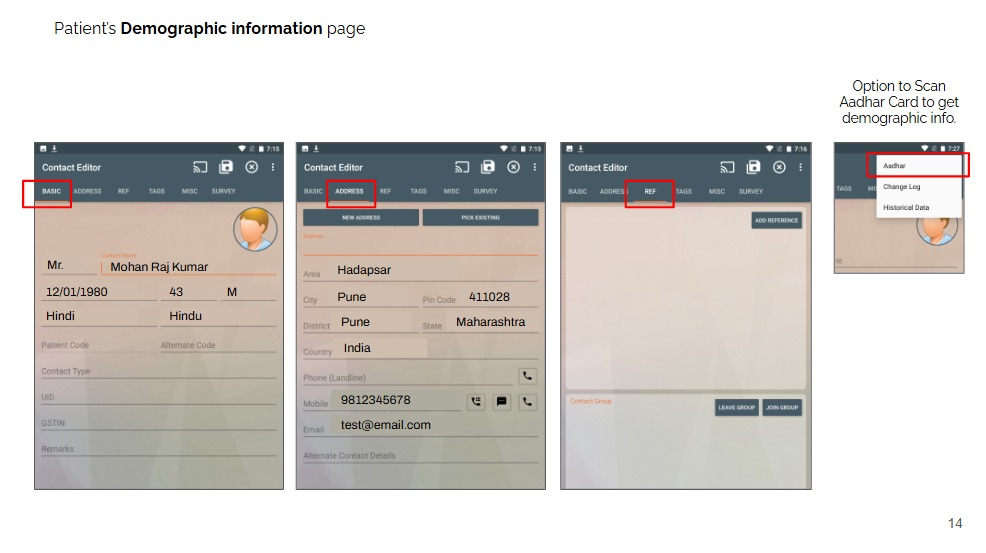 Patient's Demographic information page
Option to Scan
Aadhar Card to get
demographic info.
7:15
Contact Editor
BASIC ADDRESS REF TAGS MISC SURVEY
Contact Name
Mr. Mohan Raj Kumar
12/01/1980 43 M
Hindi Hindu
Patient Code Alternate Code
Contact Type
UID
GSTIN
Remarks
7:15
Contact Editor
BASIC ADDRESS REF TAGS MISC SURVEY
NEW ADDRESS PICK EXISTING
Address
Area Hadapsar
City Pune Pin Code 411028
District Pune State Maharashtra
Country India
Phone (Landline)
Mobile 9812345678
Email test@email.com
Alternate Contact Details
7:16
Contact Editor
BASIC ADDRESS REF TAGS MISC SURVEY
ADD REFERENCE
Contact Group
LEAVE GROUP JOIN GROUP
7:27
Aadhar
TAGS
Change Log
Historical Data
14